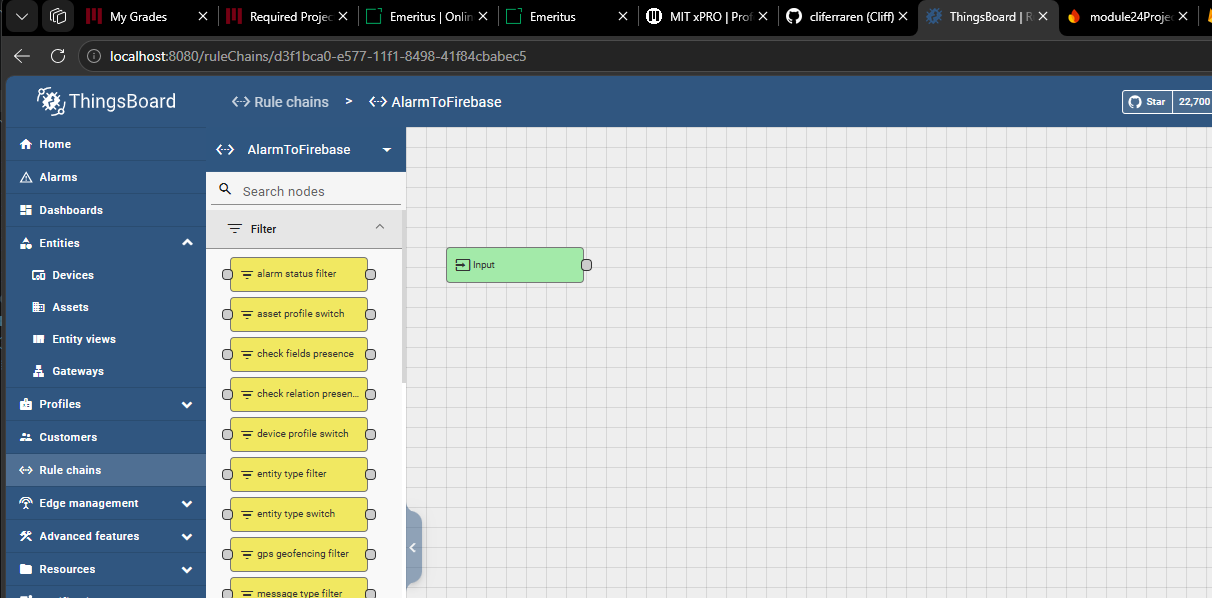 My Grades
Required Projec
Emeritus | Onlin
Emeritus
MIT xPRO | Prof
cliferraren (Cliff)
ThingsBoard | R
module24Projec
localhost:8080/ruleChains/d3f1bca0-e577-11f1-8498-41f84cbabec5
ThingsBoard
Rule chains > AlarmToFirebase
Star 22,700
Home
Alarms
Dashboards
Entities
Devices
Assets
Entity views
Gateways
Profiles
Customers
Rule chains
Edge management
Advanced features
Resources
AlarmToFirebase
Search nodes
Filter
alarm status filter
asset profile switch
check fields presence
check relation presen...
device profile switch
entity type filter
entity type switch
gps geofencing filter
message type filter
Input